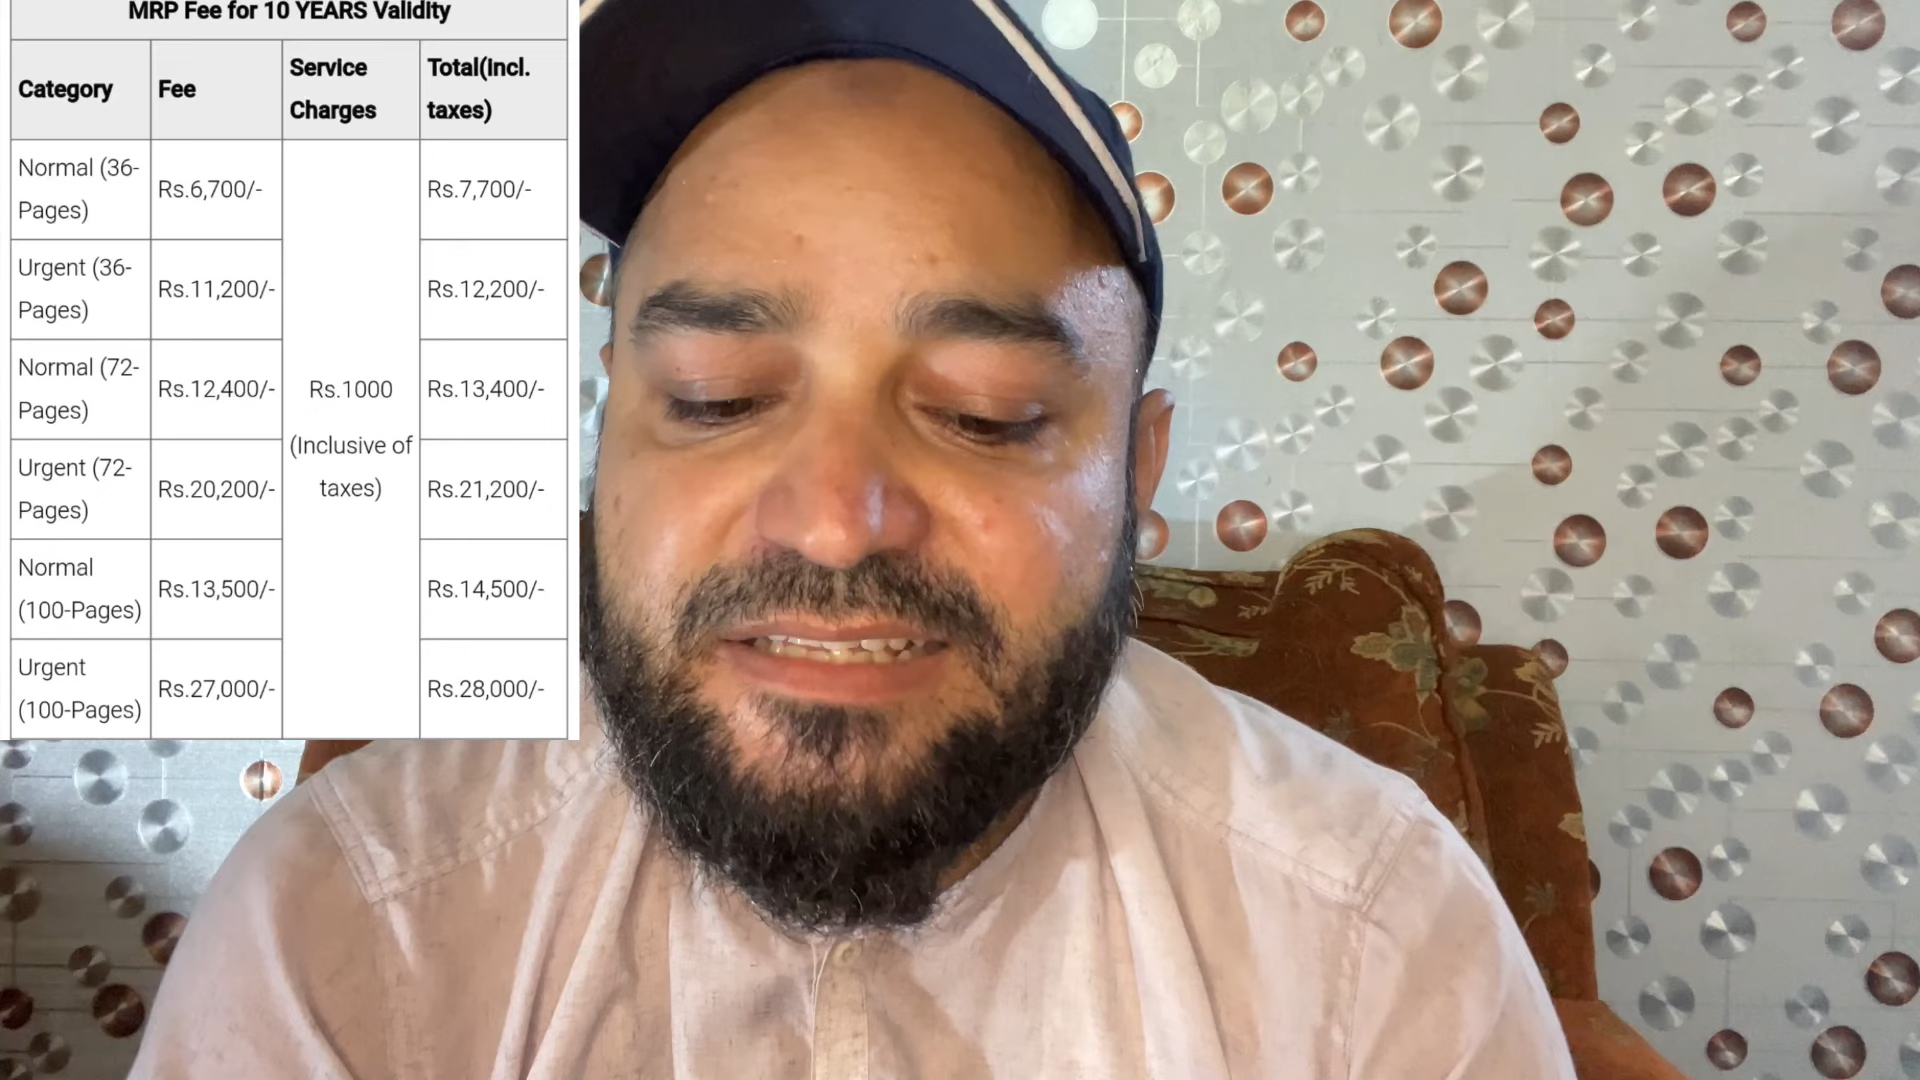 MRP Fee for 10 YEARS Validity
Category
Fee
Service
Charges
Total(Incl.
taxes)
Normal (36-
Pages)
Rs.6,700/-
Rs.7,700/-
Urgent (36-
Pages)
Rs.11,200/-
Rs.12,200/-
Normal (72-
Pages)
Rs.12,400/-
Rs.1000
(Inclusive of
taxes)
Rs.13,400/-
Urgent (72-
Pages)
Rs.20,200/-
Rs.21,200/-
Normal
(100-Pages)
Rs.13,500/-
Rs.14,500/-
Urgent
(100-Pages)
Rs.27,000/-
Rs.28,000/-